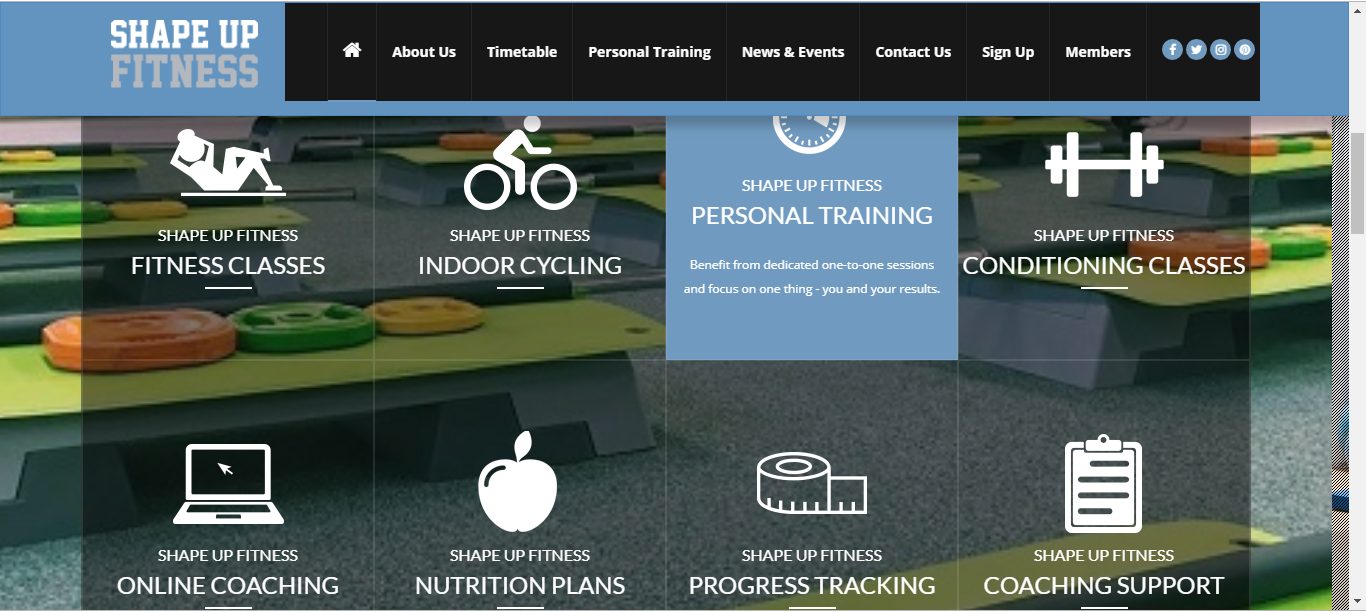 SHAPE UP
FITNESS
About Us
Timetable
Personal Training
News & Events
Contact Us
Sign Up
Members
SHAPE UP FITNESS
FITNESS CLASSES
SHAPE UP FITNESS
INDOOR CYCLING
SHAPE UP FITNESS
PERSONAL TRAINING
Benefit from dedicated one-to-one sessions
and focus on one thing - you and your results.
SHAPE UP FITNESS
CONDITIONING CLASSES
SHAPE UP FITNESS
ONLINE COACHING
SHAPE UP FITNESS
NUTRITION PLANS
SHAPE UP FITNESS
PROGRESS TRACKING
SHAPE UP FITNESS
COACHING SUPPORT